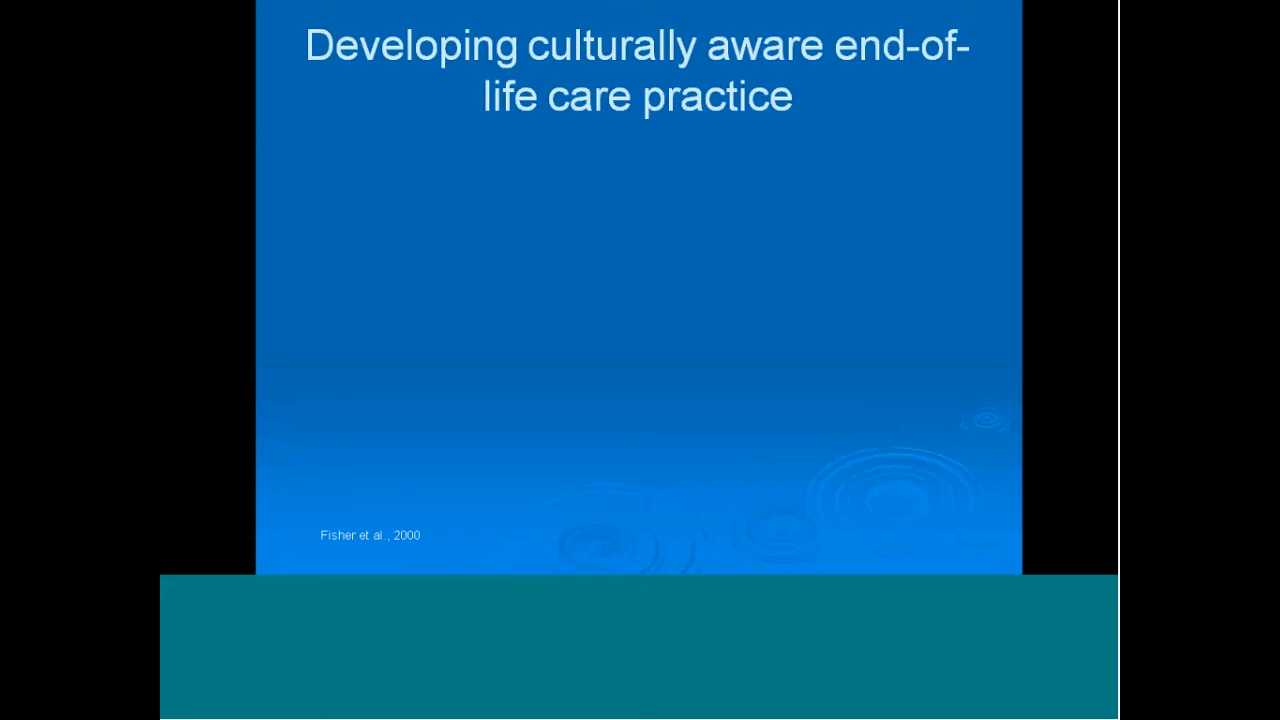 Developing culturally aware end-of-
life care practice
Fisher et al., 2000